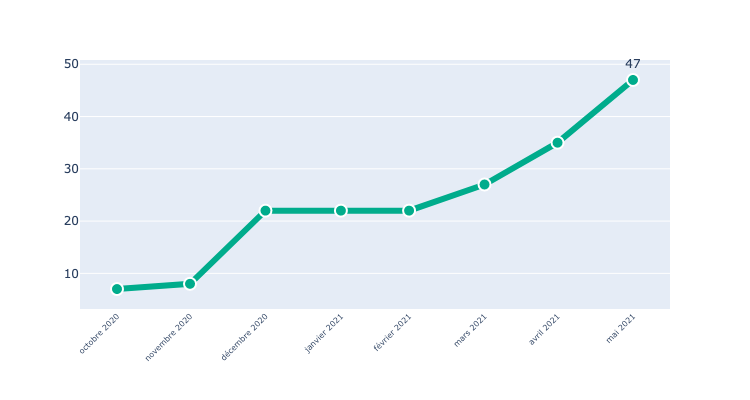 47
50
40
30
20
10
octobre 2020
novembre 2020
décembre 2020
janvier 2021
février 2021
mars 2021
avril 2021
mai 2021